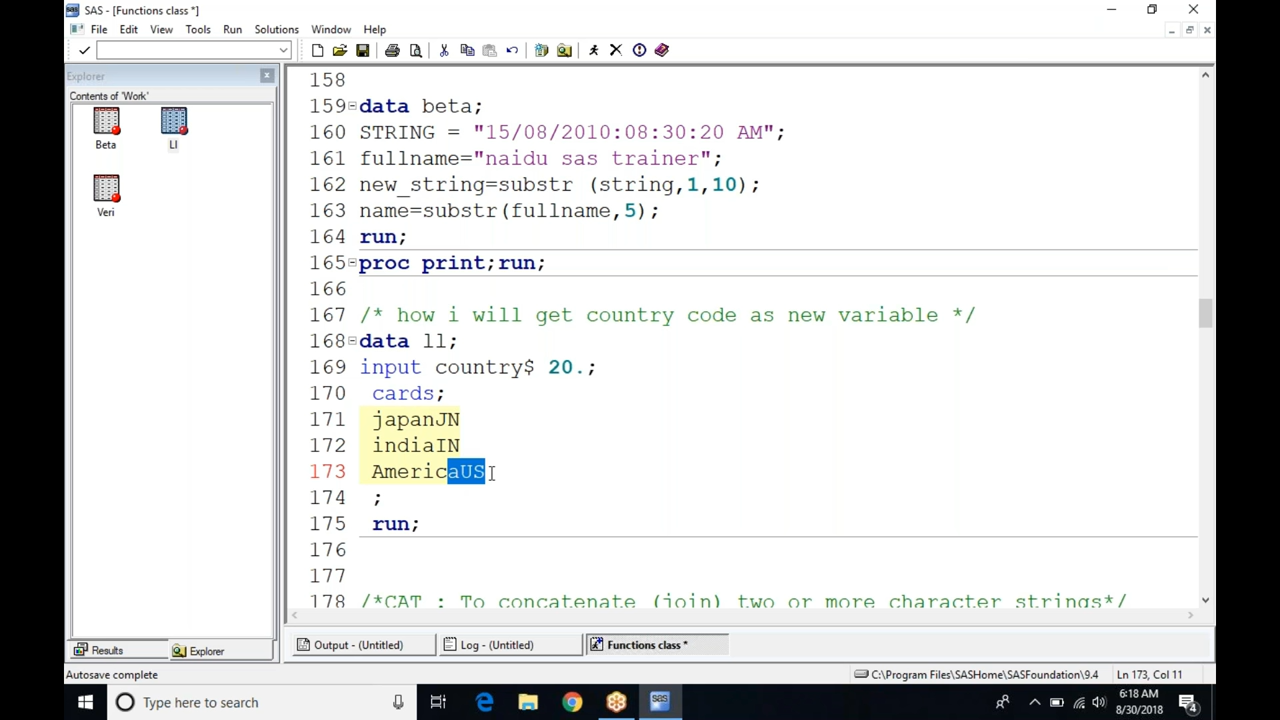 SAS - [Functions class *]
File Edit View Tools Run Solutions Window Help
Explorer
Contents of 'Work'
Beta
Ll
Veri
158
159 data beta;
160 STRING = "15/08/2010:08:30:20 AM";
161 fullname="naidu sas trainer";
162 new_string=substr (string,1,10);
163 name=substr(fullname,5);
164 run;
165 proc print;run;
166
167 /* how i will get country code as new variable */
168 data ll;
169 input country$ 20.;
170 cards;
171 japanJN
172 indiaIN
173 AmericaUS
174 ;
175 run;
176
177
178 /*CAT : To concatenate (join) two or more character strings*/
Results Explorer
Output - (Untitled) Log - (Untitled) Functions class *
Autosave complete C:\Program Files\SASHome\SASFoundation\9.4 Ln 173, Col 11
Type here to search
sas
6:18 AM
8/30/2018
4